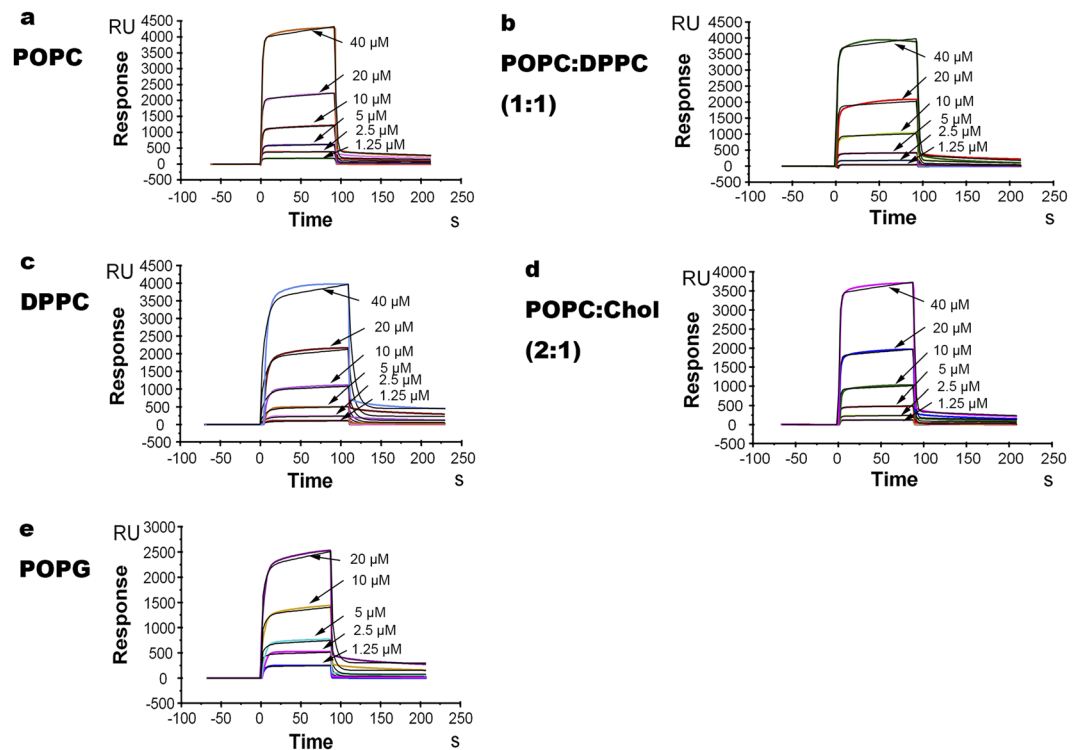 a
POPC
RU
4500
4000
3500
3000
2500
2000
1500
1000
500
0
-500
Response
40 µM
20 µM
10 µM
5 µM
2.5 µM
1.25 µM
-100 -50 0 50 100 150 200 250
Time s
b
POPC:DPPC
(1:1)
RU
4500
4000
3500
3000
2500
2000
1500
1000
500
0
-500
Response
40 µM
20 µM
10 µM
5 µM
2.5 µM
1.25 µM
-100 -50 0 50 100 150 200 250
Time s
c
DPPC
RU
4500
4000
3500
3000
2500
2000
1500
1000
500
0
-500
Response
40 µM
20 µM
10 µM
5 µM
2.5 µM
1.25 µM
-100 -50 0 50 100 150 200 250
Time s
d
POPC:Chol
(2:1)
RU
4000
3500
3000
2500
2000
1500
1000
500
0
-500
Response
40 µM
20 µM
10 µM
5 µM
2.5 µM
1.25 µM
-100 -50 0 50 100 150 200 250
Time s
e
POPG
RU
3000
2500
2000
1500
1000
500
0
-500
Response
20 µM
10 µM
5 µM
2.5 µM
1.25 µM
-100 -50 0 50 100 150 200 250
Time s